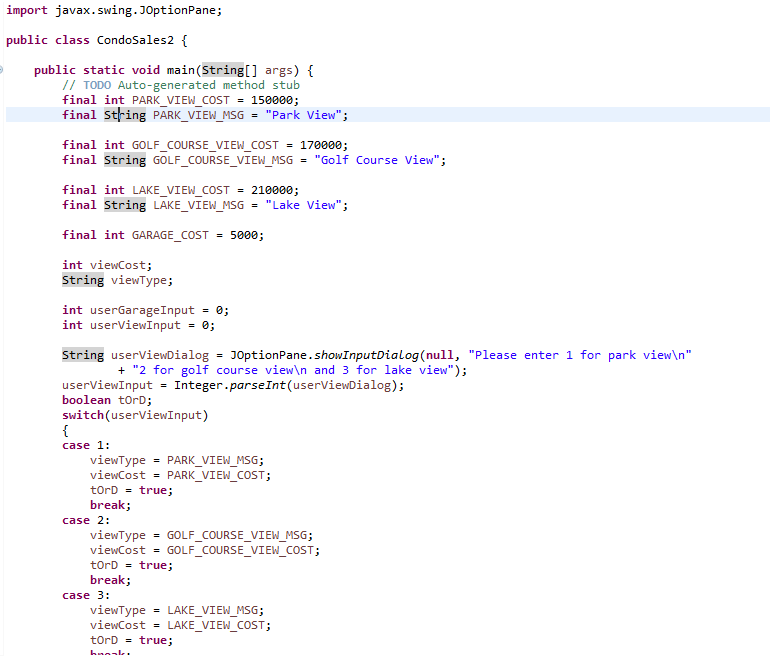 import javax.swing.JOptionPane;

public class CondoSales2 {

    public static void main(String[] args) {
        // TODO Auto-generated method stub
        final int PARK_VIEW_COST = 150000;
        final String PARK_VIEW_MSG = "Park View";

        final int GOLF_COURSE_VIEW_COST = 170000;
        final String GOLF_COURSE_VIEW_MSG = "Golf Course View";

        final int LAKE_VIEW_COST = 210000;
        final String LAKE_VIEW_MSG = "Lake View";

        final int GARAGE_COST = 5000;

        int viewCost;
        String viewType;

        int userGarageInput = 0;
        int userViewInput = 0;

        String userViewDialog = JOptionPane.showInputDialog(null, "Please enter 1 for park view\n"
                + "2 for golf course view\n and 3 for lake view");
        userViewInput = Integer.parseInt(userViewDialog);
        boolean tOrD;
        switch(userViewInput)
        {
        case 1:
            viewType = PARK_VIEW_MSG;
            viewCost = PARK_VIEW_COST;
            tOrD = true;
            break;
        case 2:
            viewType = GOLF_COURSE_VIEW_MSG;
            viewCost = GOLF_COURSE_VIEW_COST;
            tOrD = true;
            break;
        case 3:
            viewType = LAKE_VIEW_MSG;
            viewCost = LAKE_VIEW_COST;
            tOrD = true;
            break;